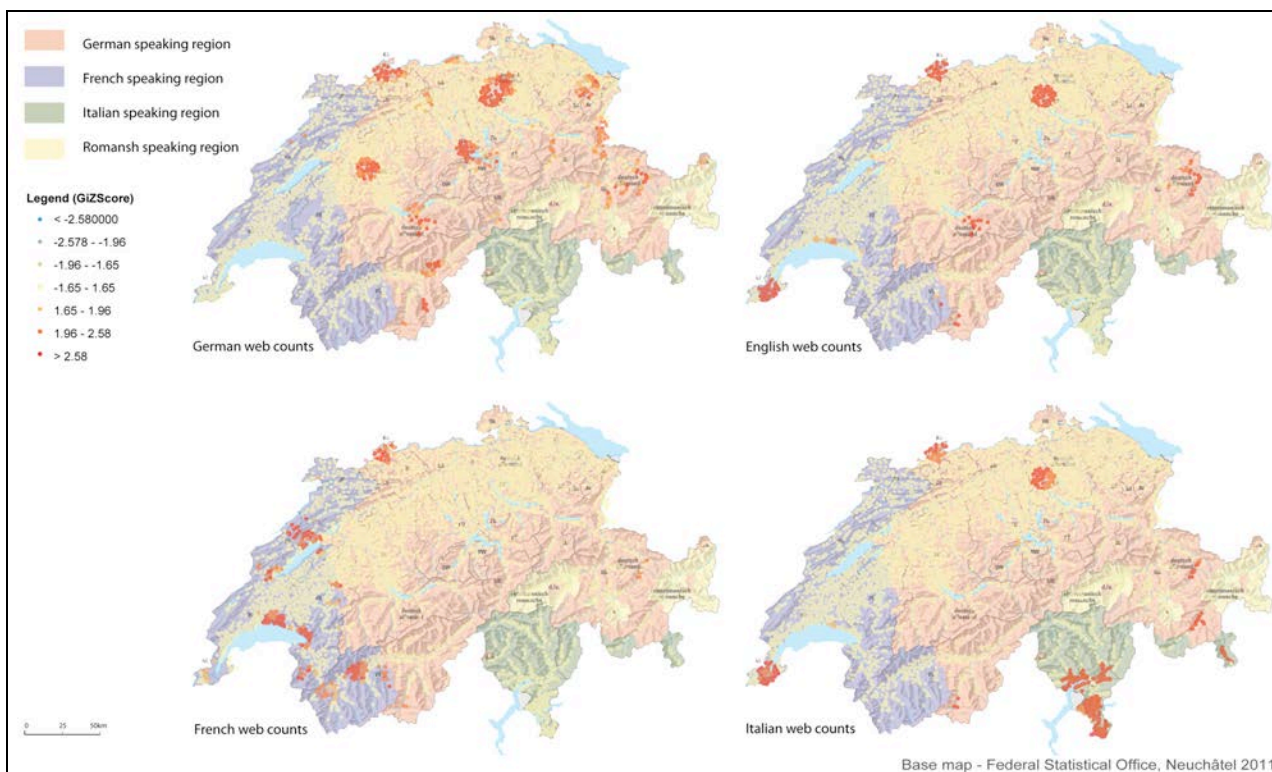 German speaking region
French speaking region
Italian speaking region
Romansh speaking region
Legend (GiZScore)
< -2.580000
-2.578 - -1.96
-1.96 - -1.65
-1.65 - 1.65
1.65 - 1.96
1.96 - 2.58
> 2.58
German web counts
English web counts
French web counts
Italian web counts
0 25 50km
Base map - Federal Statistical Office, Neuchâtel 2011